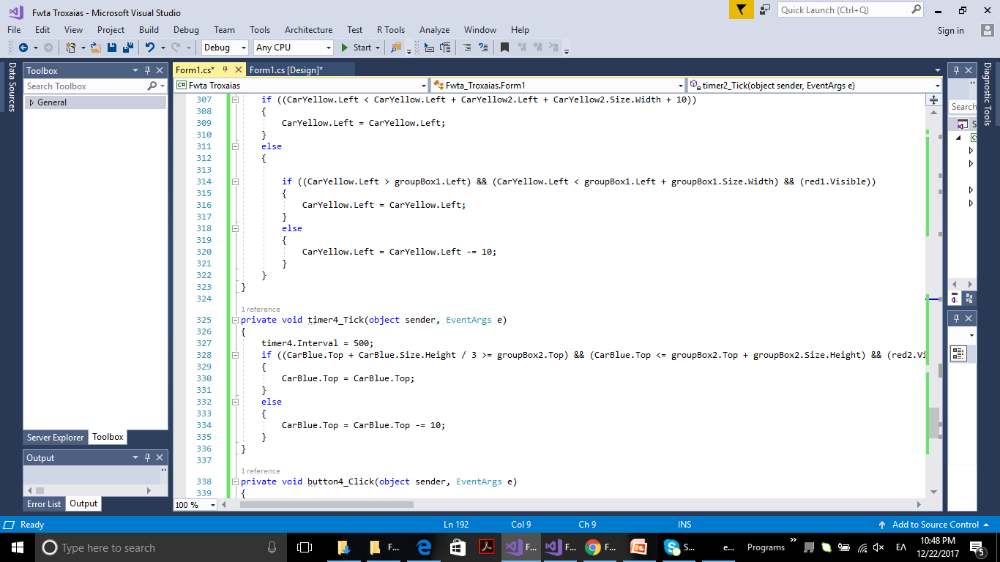 Fwta Troxaias - Microsoft Visual Studio
Quick Launch (Ctrl+Q)
File Edit View Project Build Debug Team Tools Architecture Test R Tools Analyze Window Help
Sign in
Debug Any CPU Start
Data Sources
Toolbox
Search Toolbox
General
Server Explorer Toolbox
Output
Error List Output
Form1.cs* Form1.cs [Design]*
Fwta Troxaias Fwta_Troxaias.Form1 timer2_Tick(object sender, EventArgs e)
307 if ((CarYellow.Left < CarYellow.Left + CarYellow2.Left + CarYellow2.Size.Width + 10))
308 {
309 CarYellow.Left = CarYellow.Left;
310 }
311 else
312 {
313
314 if ((CarYellow.Left > groupBox1.Left) && (CarYellow.Left < groupBox1.Left + groupBox1.Size.Width) && (red1.Visible))
315 {
316 CarYellow.Left = CarYellow.Left;
317 }
318 else
319 {
320 CarYellow.Left = CarYellow.Left -= 10;
321 }
322 }
323 }
324
1 reference
325 private void timer4_Tick(object sender, EventArgs e)
326 {
327 timer4.Interval = 500;
328 if ((CarBlue.Top + CarBlue.Size.Height / 3 >= groupBox2.Top) && (CarBlue.Top <= groupBox2.Top + groupBox2.Size.Height) && (red2.Vi
329 {
330 CarBlue.Top = CarBlue.Top;
331 }
332 else
333 {
334 CarBlue.Top = CarBlue.Top -= 10;
335 }
336 }
337
1 reference
338 private void button4_Click(object sender, EventArgs e)
339 {
100 %
Search
S
Diagnostic Tools
Ready Ln 192 Col 9 Ch 9 INS Add to Source Control
Type here to search
F... F... F... F... S... e... Programs » ΕΛ
10:48 PM
12/22/2017
5